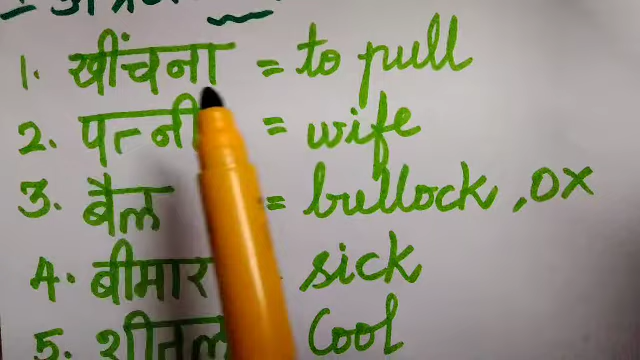 1. खींचना = to pull
2. पत्नी = wife
3. बैल = bullock, ox
4. बीमार sick
5. शीतल Cool